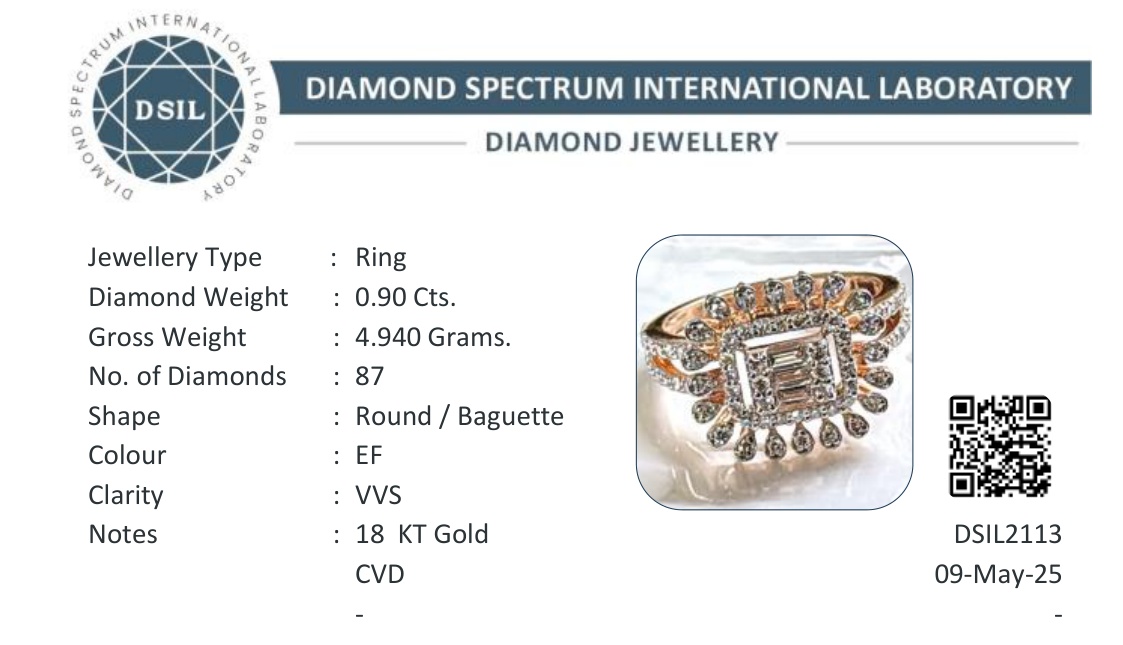 DIAMOND SPECTRUM INTERNATIONAL LABORATORY
DSIL
DIAMOND SPECTRUM INTERNATIONAL LABORATORY
DIAMOND JEWELLERY
Jewellery Type : Ring
Diamond Weight : 0.90 Cts.
Gross Weight : 4.940 Grams.
No. of Diamonds : 87
Shape : Round / Baguette
Colour : EF
Clarity : VVS
Notes : 18 KT Gold
DSIL2113
CVD
09-May-25
-
-